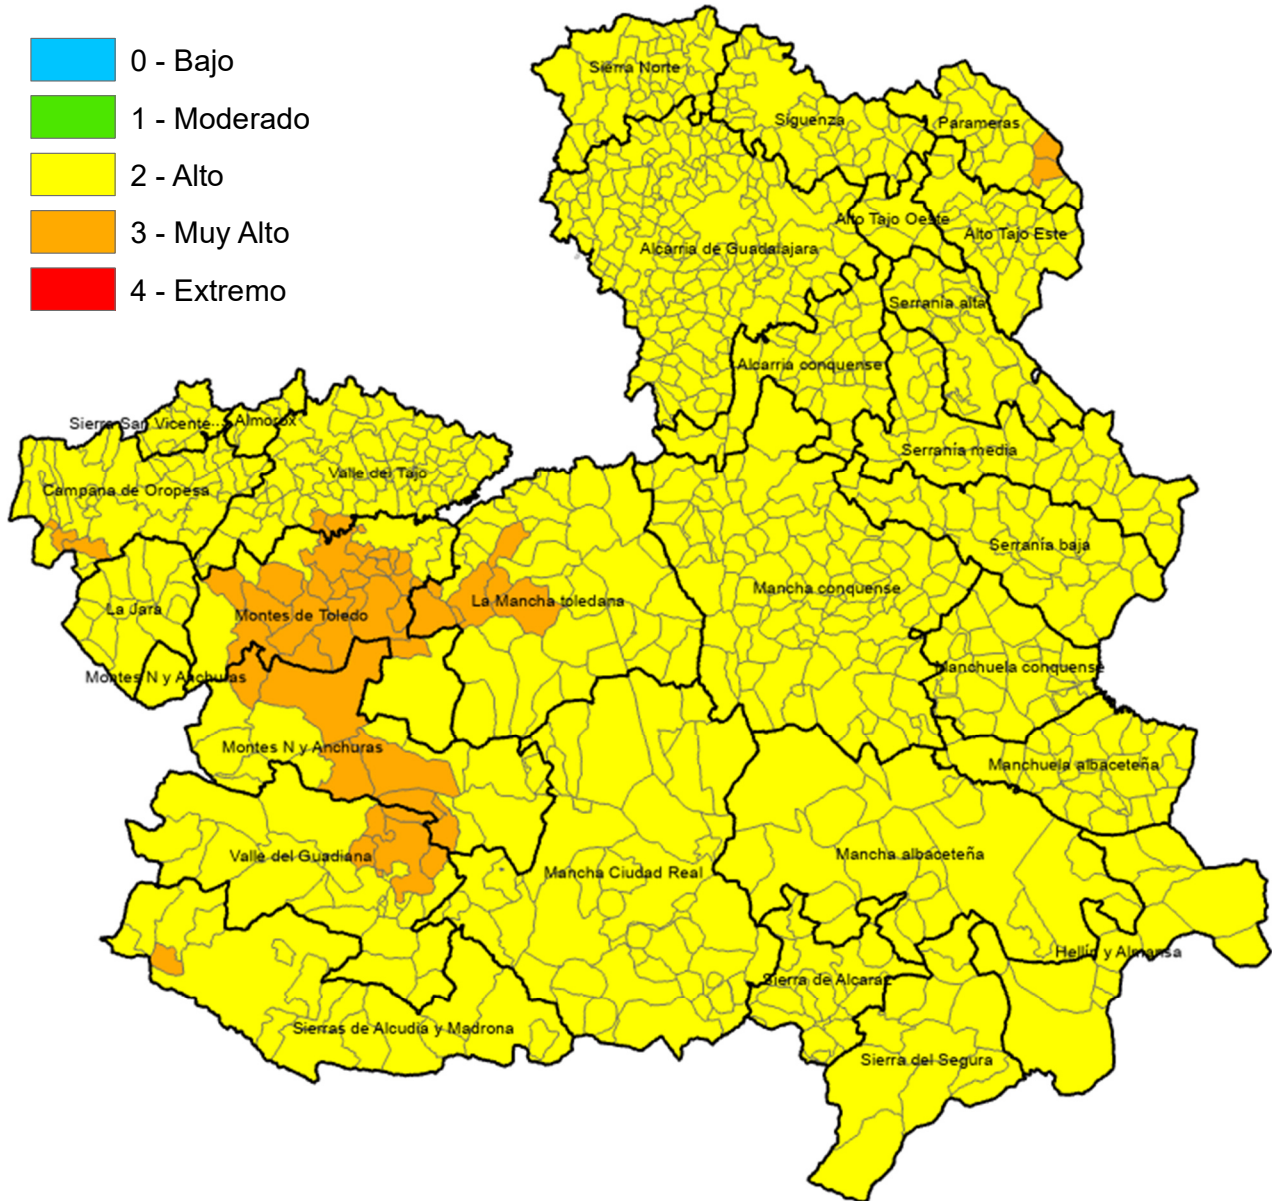 0 - Bajo
1 - Moderado
2 - Alto
3 - Muy Alto
4 - Extremo
Sierra Norte
Sigüenza
Parameras
Alto Tajo Oeste
Alto Tajo Este
Alcarria de Guadalajara
Serranía alta
Alcarria conquense
Sierra San Vicente...
Almorox
Serranía media
Valle del Tajo
Campana de Oropesa
Serranía baja
Mancha conquense
La Mancha toledana
La Jara
Montes de Toledo
Manchuela conquense
Montes N y Anchuras
Montes N y Anchuras
Manchuela albaceteña
Mancha albaceteña
Valle del Guadiana
Mancha Ciudad Real
Hellín y Almansa
Sierra de Alcaraz
Sierras de Alcudia y Madrona
Sierra del Segura